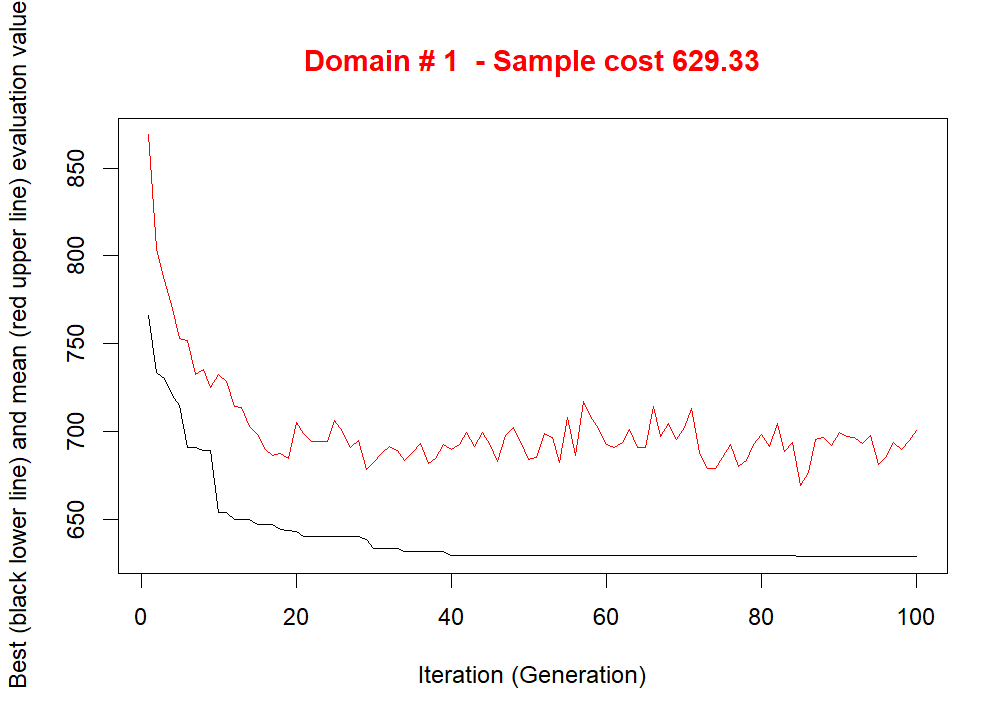 Domain # 1  - Sample cost 629.33
Best (black lower line) and mean (red upper line) evaluation value
850
800
750
700
650
0 20 40 60 80 100
Iteration (Generation)